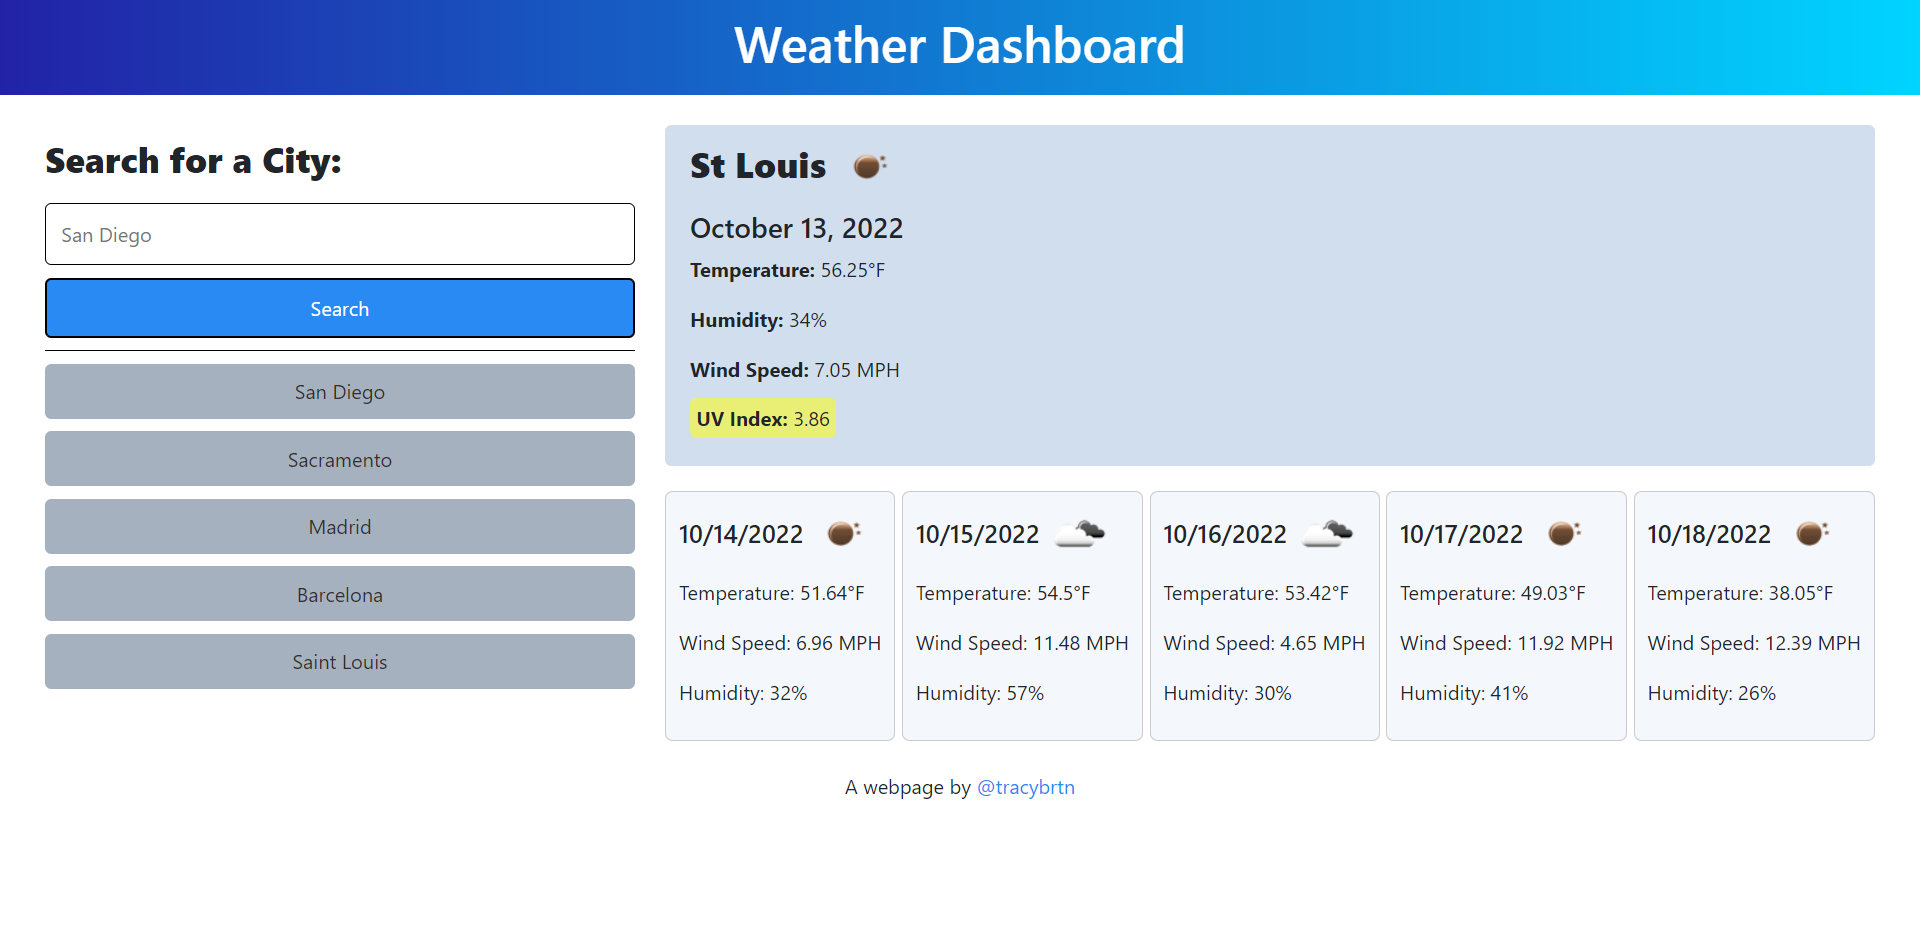 Weather Dashboard
Search for a City:
San Diego
Search
San Diego
Sacramento
Madrid
Barcelona
Saint Louis
St Louis
October 13, 2022
Temperature: 56.25°F
Humidity: 34%
Wind Speed: 7.05 MPH
UV Index: 3.86
10/14/2022
Temperature: 51.64°F
Wind Speed: 6.96 MPH
Humidity: 32%
10/15/2022
Temperature: 54.5°F
Wind Speed: 11.48 MPH
Humidity: 57%
10/16/2022
Temperature: 53.42°F
Wind Speed: 4.65 MPH
Humidity: 30%
10/17/2022
Temperature: 49.03°F
Wind Speed: 11.92 MPH
Humidity: 41%
10/18/2022
Temperature: 38.05°F
Wind Speed: 12.39 MPH
Humidity: 26%
A webpage by @tracybrtn